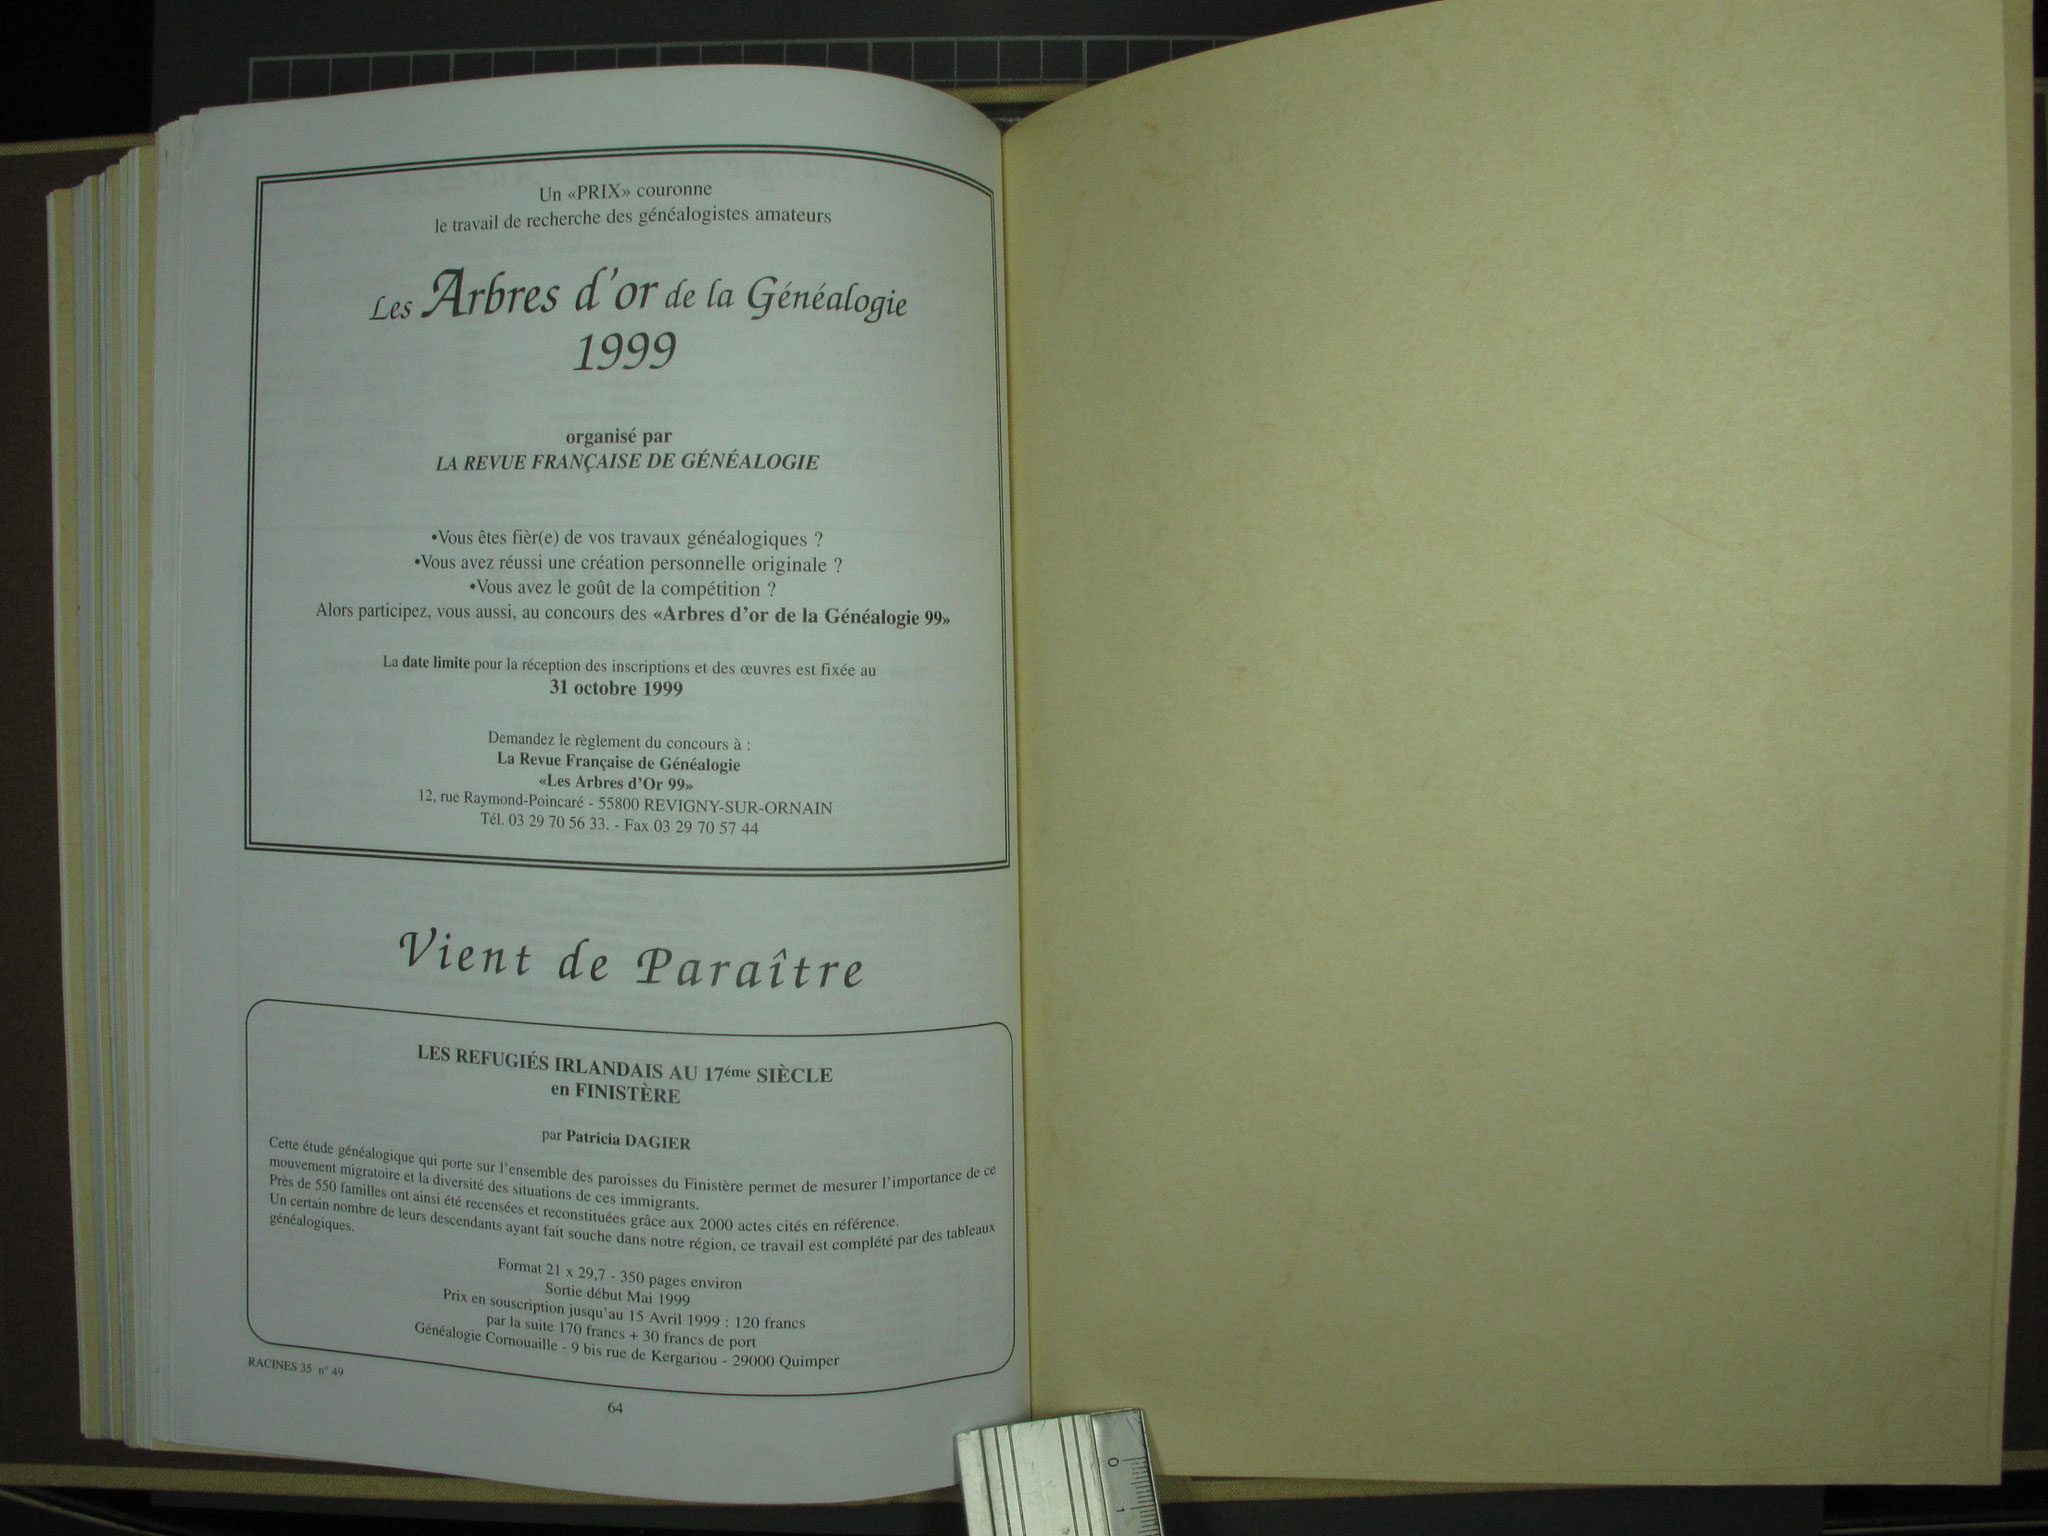 Un «PRIX» couronne
le travail de recherche des généalogistes amateurs
Les Arbres d'or de la Généalogie
1999
organisé par
LA REVUE FRANÇAISE DE GÉNÉALOGIE
•Vous êtes fièr(e) de vos travaux généalogiques ?
•Vous avez réussi une création personnelle originale ?
•Vous avez le goût de la compétition ?
Alors participez, vous aussi, au concours des «Arbres d'or de la Généalogie 99»
La date limite pour la réception des inscriptions et des œuvres est fixée au
31 octobre 1999
Demandez le règlement du concours à :
La Revue Française de Généalogie
«Les Arbres d'Or 99»
12, rue Raymond-Poincaré - 55800 REVIGNY-SUR-ORNAIN
Tél. 03 29 70 56 33. - Fax 03 29 70 57 44
Vient de Paraître
LES REFUGIÉS IRLANDAIS AU 17éme SIÈCLE
en FINISTÈRE
par Patricia DAGIER
Cette étude généalogique qui porte sur l'ensemble des paroisses du Finistère permet de mesurer l'importance de ce
mouvement migratoire et la diversité des situations de ces immigrants.
Près de 550 familles ont ainsi été recensées et reconstituées grâce aux 2000 actes cités en référence.
Un certain nombre de leurs descendants ayant fait souche dans notre région, ce travail est complété par des tableaux
généalogiques.
Format 21 x 29,7 - 350 pages environ
Sortie début Mai 1999
Prix en souscription jusqu'au 15 Avril 1999 : 120 francs
par la suite 170 francs + 30 francs de port
Généalogie Cornouaille - 9 bis rue de Kergariou - 29000 Quimper
RACINES 35 n° 49
64
0
1